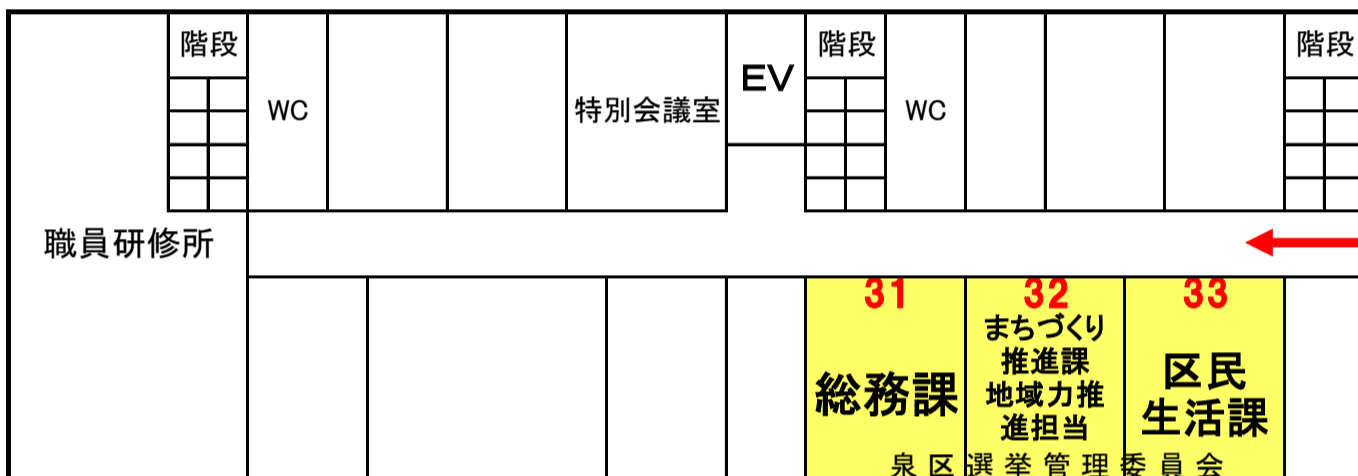 階段
階段
階段
EV
WC
特別会議室
WC
職員研修所
31
32
33
まちづくり
推進課
地域力推
進担当
総務課
区民
生活課
泉区選挙管理委員会